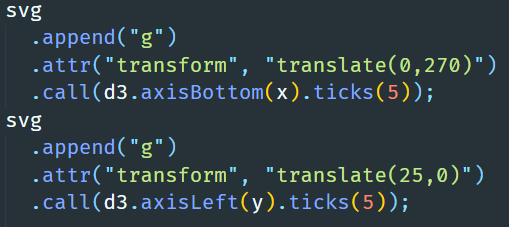 svg
.append("g")
.attr("transform", "translate(0,270)")
.call(d3.axisBottom(x).ticks(5));
svg
.append("g")
.attr("transform", "translate(25,0)")
.call(d3.axisLeft(y).ticks(5));